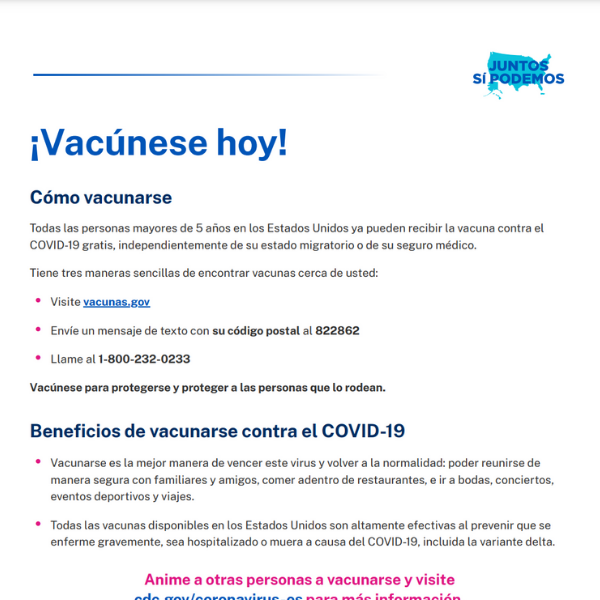 JUNTOS
SÍ PODEMOS
¡Vacúnese hoy!
Cómo vacunarse
Todas las personas mayores de 5 años en los Estados Unidos ya pueden recibir la vacuna contra el
COVID-19 gratis, independientemente de su estado migratorio o de su seguro médico.
Tiene tres maneras sencillas de encontrar vacunas cerca de usted:
• Visite vacunas.gov
• Envíe un mensaje de texto con su código postal al 822862
• Llame al 1-800-232-0233
Vacúnese para protegerse y proteger a las personas que lo rodean.
Beneficios de vacunarse contra el COVID-19
• Vacunarse es la mejor manera de vencer este virus y volver a la normalidad: poder reunirse de
manera segura con familiares y amigos, comer adentro de restaurantes, e ir a bodas, conciertos,
eventos deportivos y viajes.
• Todas las vacunas disponibles en los Estados Unidos son altamente efectivas al prevenir que se
enferme gravemente, sea hospitalizado o muera a causa del COVID-19, incluida la variante delta.
Anime a otras personas a vacunarse y visite
cdc.gov/coronavirus-es para más información